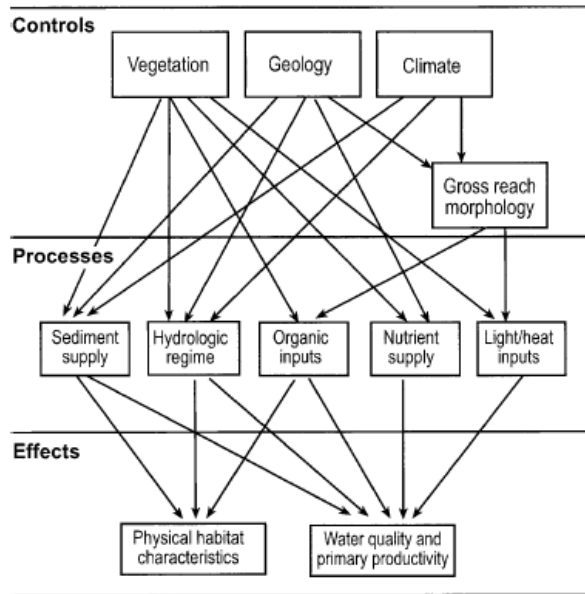 Controls
Vegetation
Geology
Climate
Gross reach
morphology
Processes
Sediment
supply
Hydrologic
regime
Organic
inputs
Nutrient
supply
Light/heat
inputs
Effects
Physical habitat
characteristics
Water quality and
primary productivity